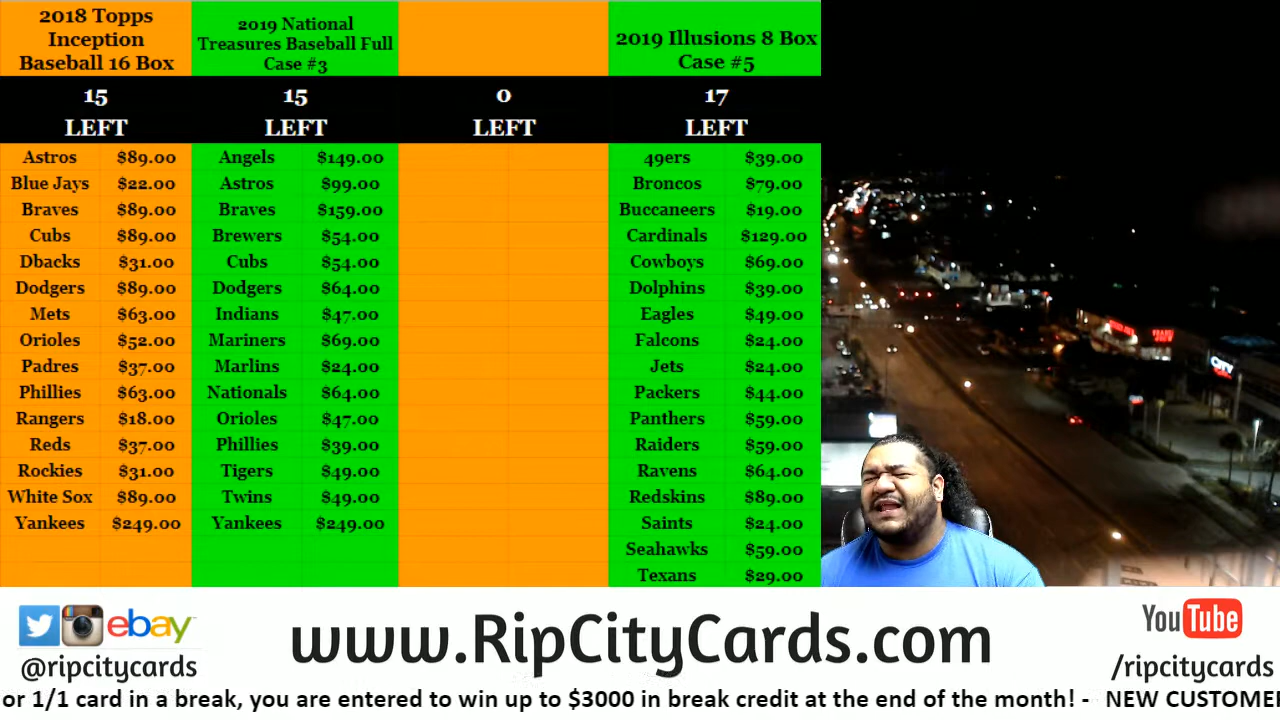 2018 Topps
Inception
Baseball 16 Box
15
LEFT
Astros $89.00
Blue Jays $22.00
Braves $89.00
Cubs $89.00
Dbacks $31.00
Dodgers $89.00
Mets $63.00
Orioles $52.00
Padres $37.00
Phillies $63.00
Rangers $18.00
Reds $37.00
Rockies $31.00
White Sox $89.00
Yankees $249.00
2019 National
Treasures Baseball Full
Case #3
15
LEFT
Angels $149.00
Astros $99.00
Braves $159.00
Brewers $54.00
Cubs $54.00
Dodgers $64.00
Indians $47.00
Mariners $69.00
Marlins $24.00
Nationals $64.00
Orioles $47.00
Phillies $39.00
Tigers $49.00
Twins $49.00
Yankees $249.00
0
LEFT
2019 Illusions 8 Box
Case #5
17
LEFT
49ers $39.00
Broncos $79.00
Buccaneers $19.00
Cardinals $129.00
Cowboys $69.00
Dolphins $39.00
Eagles $49.00
Falcons $24.00
Jets $24.00
Packers $44.00
Panthers $59.00
Raiders $59.00
Ravens $64.00
Redskins $89.00
Saints $24.00
Seahawks $59.00
Texans $29.00
ebay
@ripcitycards
www.RipCityCards.com
YouTube
/ripcitycards
or 1/1 card in a break, you are entered to win up to $3000 in break credit at the end of the month! - NEW CUSTOME